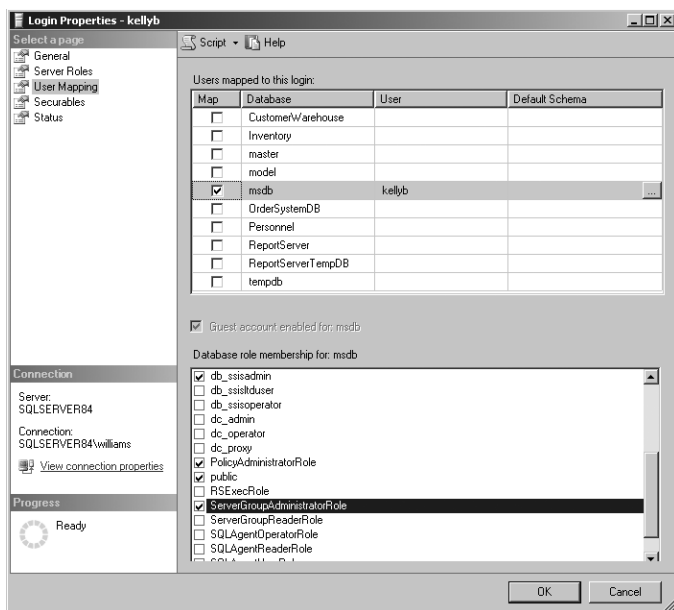 Login Properties - kellyb
Select a page
General
Server Roles
User Mapping
Securables
Status
Script Help
Users mapped to this login:
Map Database User Default Schema
CustomerWarehouse
Inventory
master
model
msdb kellyb ...
OrderSystemDB
Personnel
ReportServer
ReportServerTempDB
tempdb
Guest account enabled for: msdb
Database role membership for: msdb
db_ssisadmin
db_ssisltduser
db_ssisoperator
dc_admin
dc_operator
dc_proxy
PolicyAdministratorRole
public
RSExecRole
ServerGroupAdministratorRole
ServerGroupReaderRole
SQLAgentOperatorRole
SQLAgentReaderRole
Connection
Server:
SQLSERVER84
Connection:
SQLSERVER84\williams
View connection properties
Progress
Ready
OK Cancel